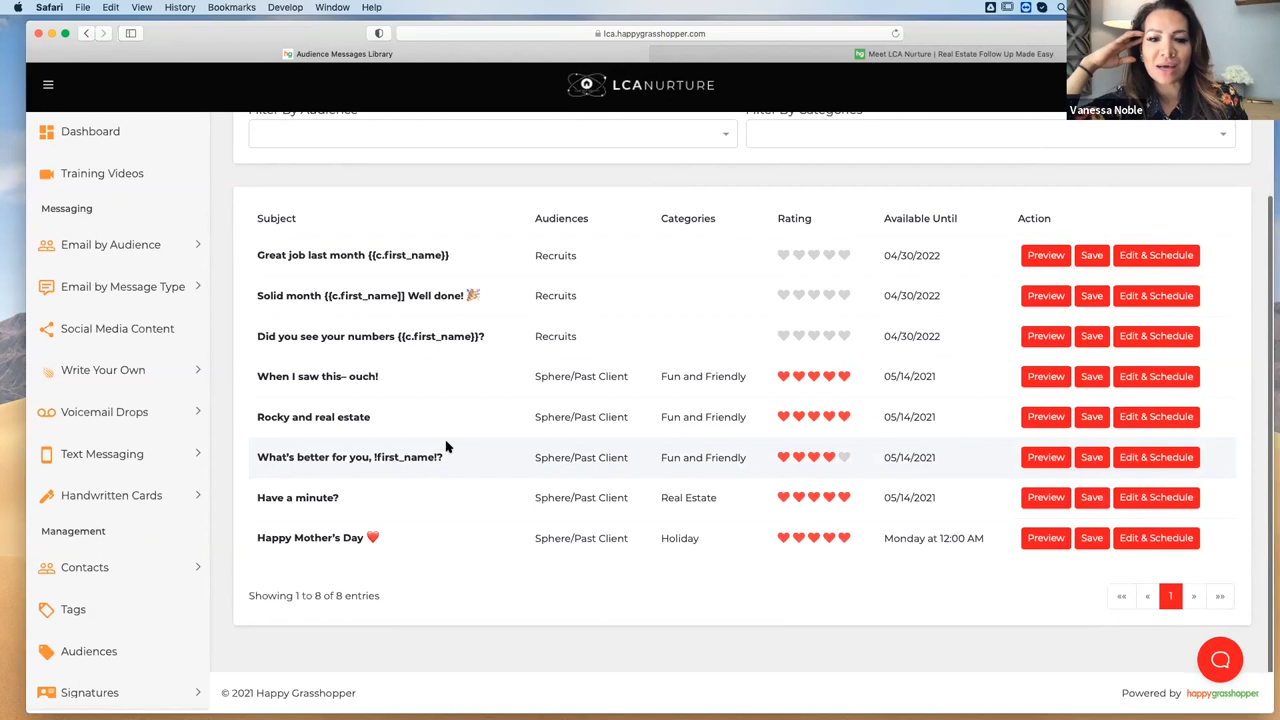 Safari File Edit View History Bookmarks Develop Window Help
lca.happygrasshopper.com
hg Audience Messages Library
hg Meet LCA Nurture | Real Estate Follow Up Made Easy
Vanessa Noble
LCANURTURE
Dashboard
Training Videos
Messaging
Email by Audience
Email by Message Type
Social Media Content
Write Your Own
Voicemail Drops
Text Messaging
Handwritten Cards
Management
Contacts
Tags
Audiences
Signatures
Filter By Audience Filter By Categories
Subject Audiences Categories Rating Available Until Action
Great job last month {{c.first_name}} Recruits 04/30/2022 Preview Save Edit & Schedule
Solid month {{c.first_name]] Well done! 🎉 Recruits 04/30/2022 Preview Save Edit & Schedule
Did you see your numbers {{c.first_name}}? Recruits 04/30/2022 Preview Save Edit & Schedule
When I saw this– ouch! Sphere/Past Client Fun and Friendly 05/14/2021 Preview Save Edit & Schedule
Rocky and real estate Sphere/Past Client Fun and Friendly 05/14/2021 Preview Save Edit & Schedule
What's better for you, !first_name!? Sphere/Past Client Fun and Friendly 05/14/2021 Preview Save Edit & Schedule
Have a minute? Sphere/Past Client Real Estate 05/14/2021 Preview Save Edit & Schedule
Happy Mother's Day ❤️ Sphere/Past Client Holiday Monday at 12:00 AM Preview Save Edit & Schedule
Showing 1 to 8 of 8 entries «« « 1 » »»
© 2021 Happy Grasshopper Powered by happygrasshopper